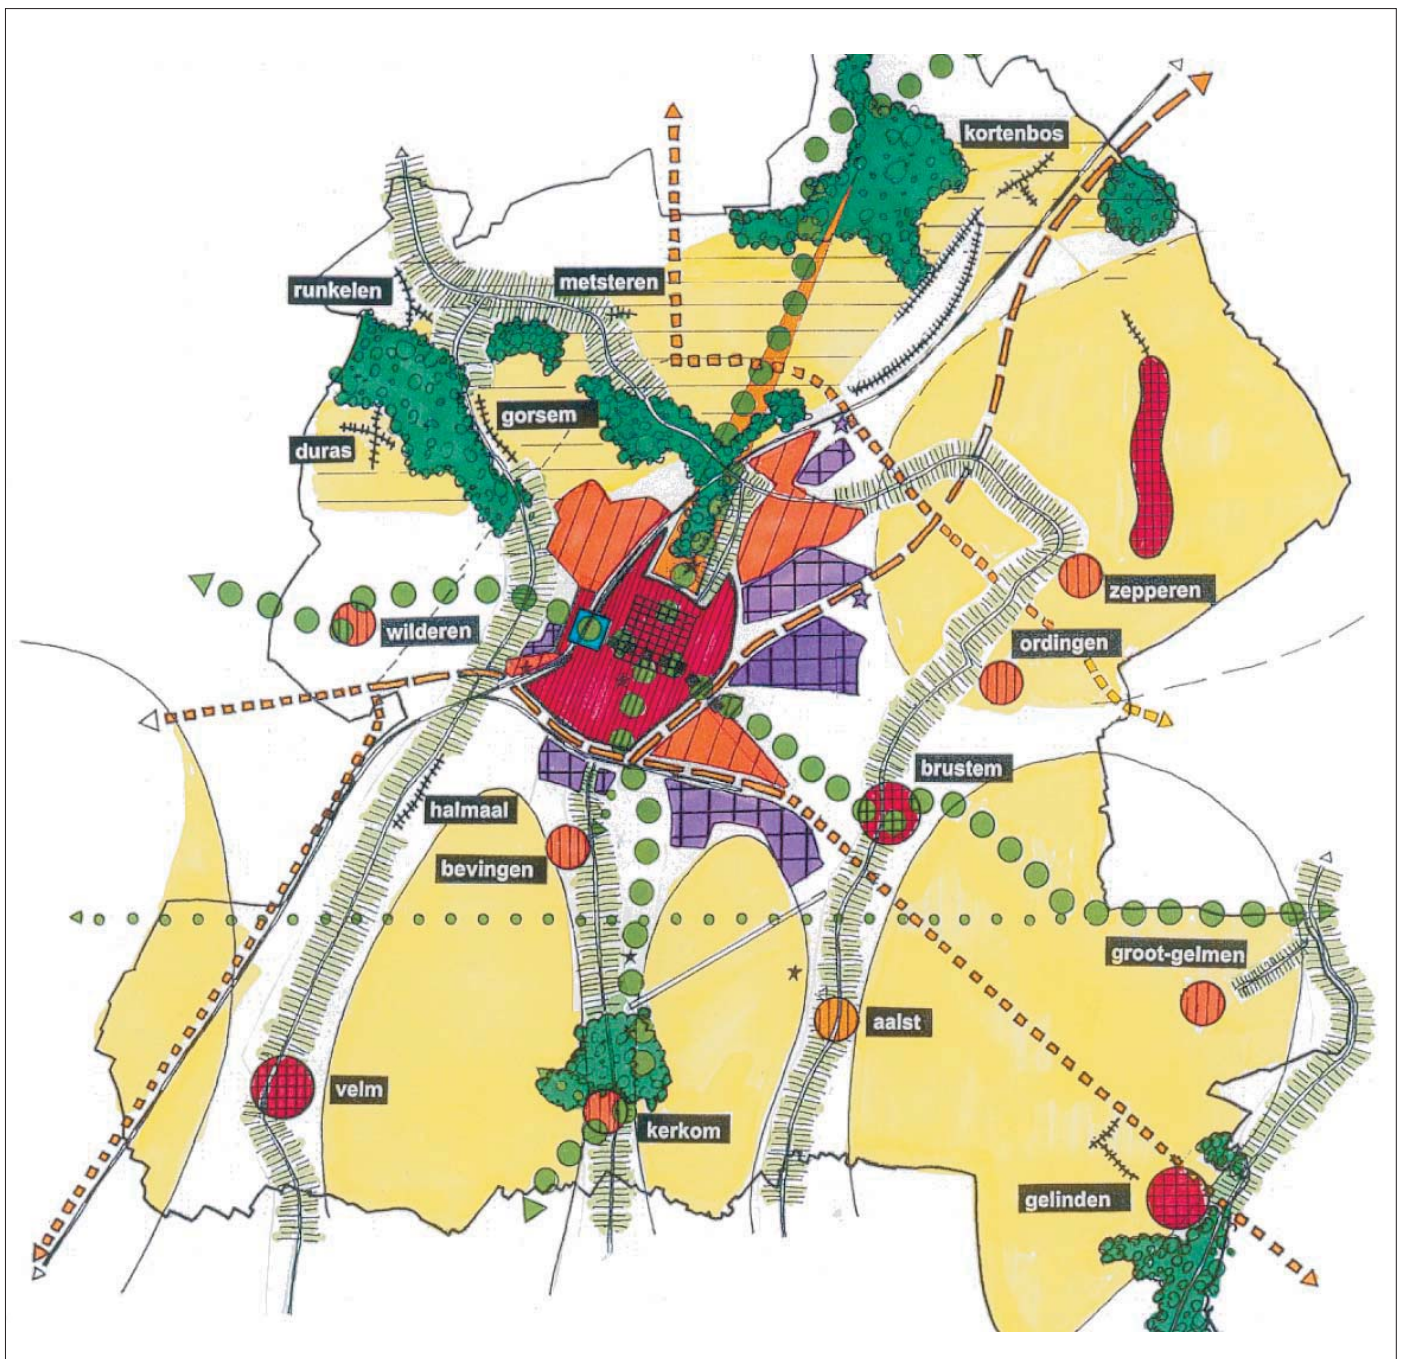 kortenbos
metsteren
runkelen
gorsem
duras
zepperen
wilderen
ordingen
brustem
halmaal
bevingen
groot-gelmen
aalst
velm
kerkom
gelinden